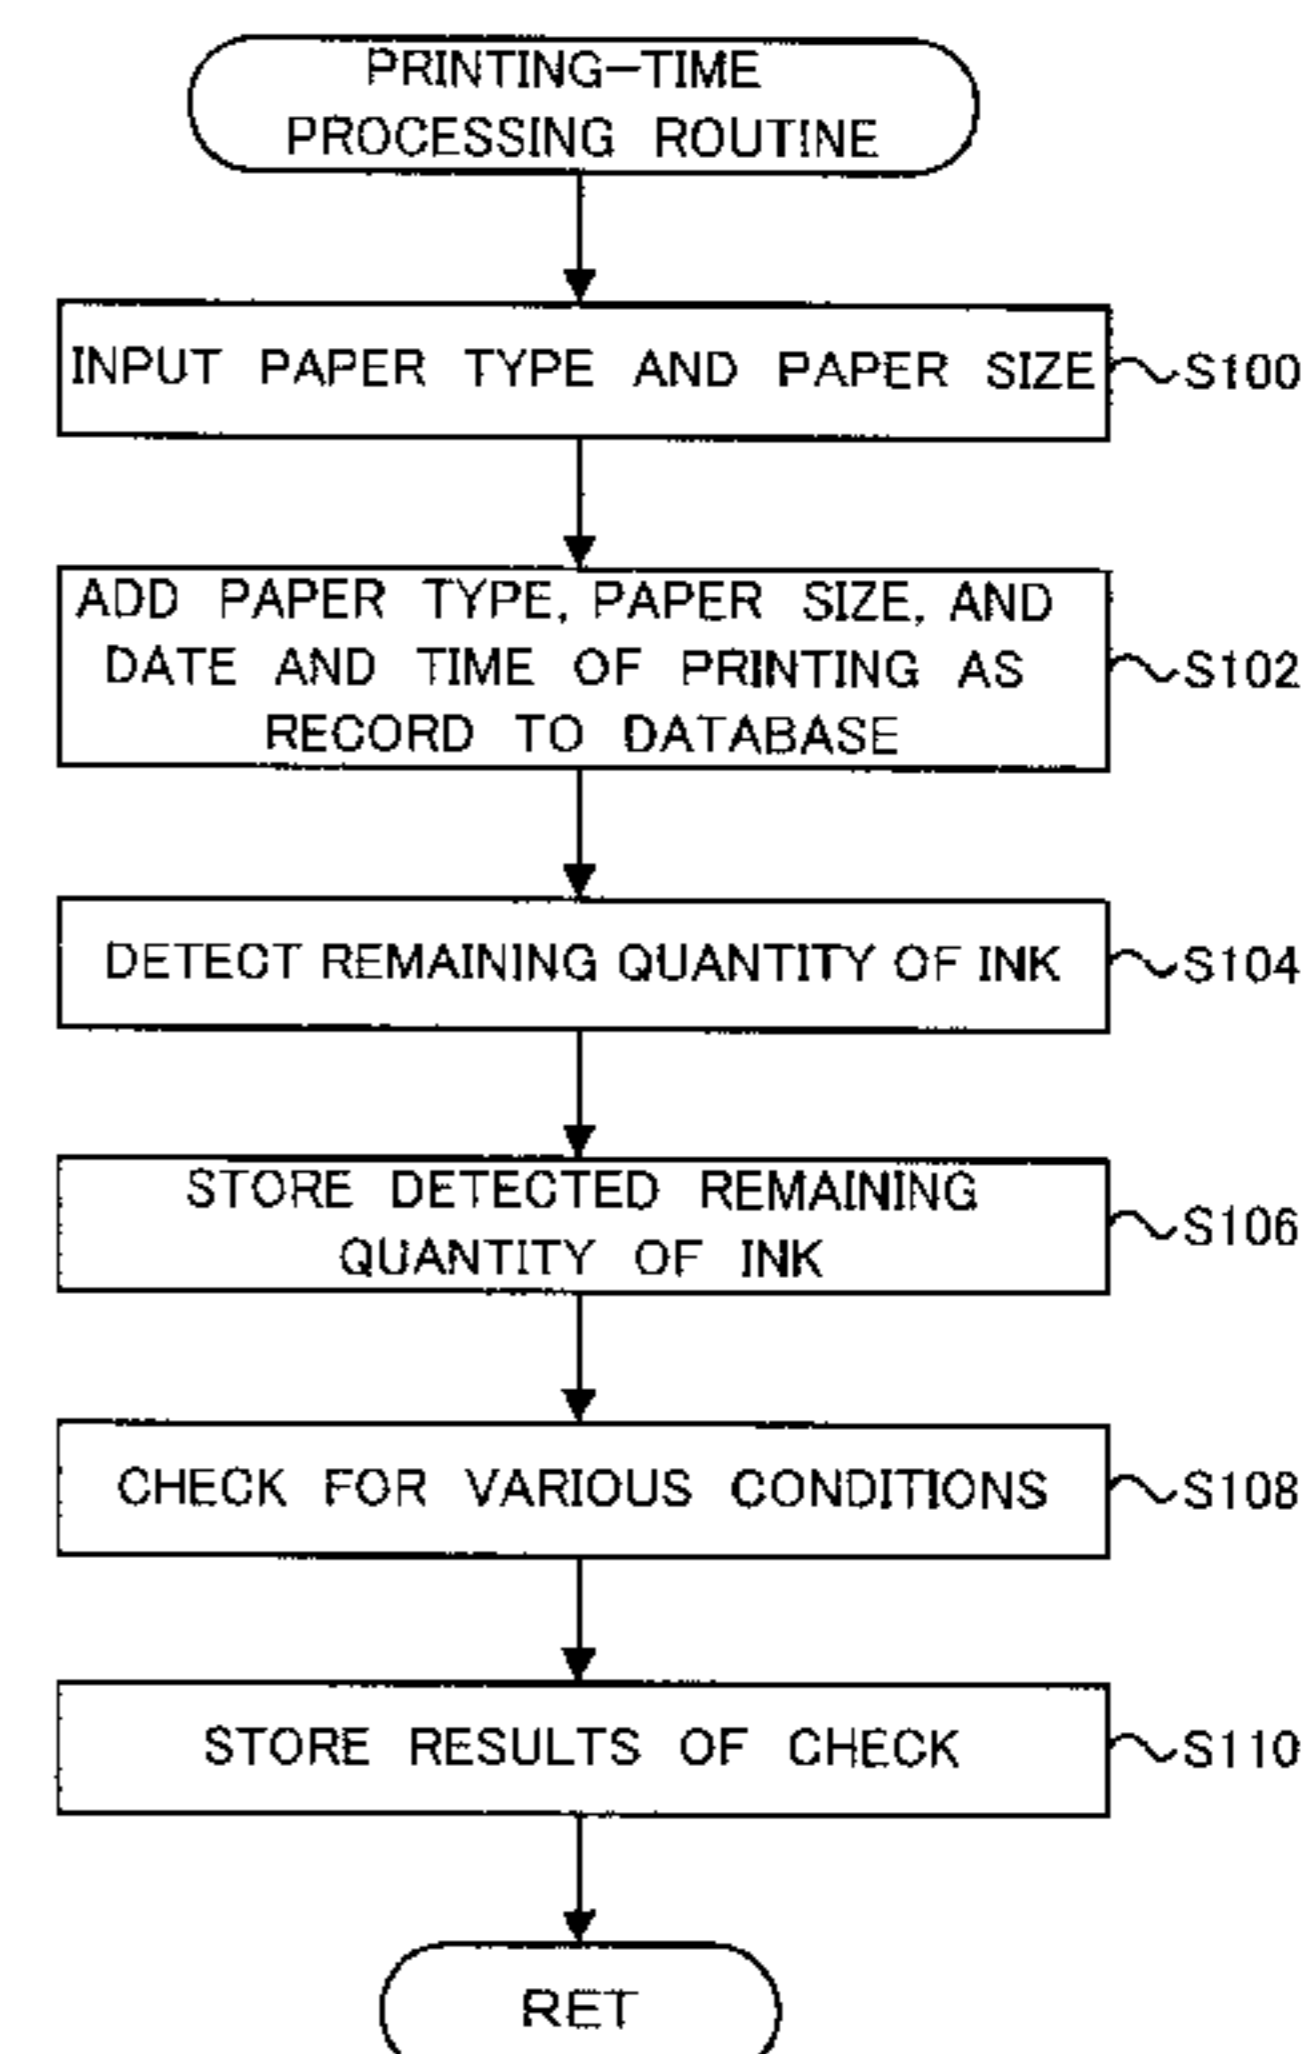 PRINTING-TIME
PROCESSING ROUTINE
INPUT PAPER TYPE AND PAPER SIZE
S100
ADD PAPER TYPE, PAPER SIZE, AND
DATE AND TIME OF PRINTING AS
RECORD TO DATABASE
S102
DETECT REMAINING QUANTITY OF INK
S104
STORE DETECTED REMAINING
QUANTITY OF INK
S106
CHECK FOR VARIOUS CONDITIONS
S108
STORE RESULTS OF CHECK
S110
RET